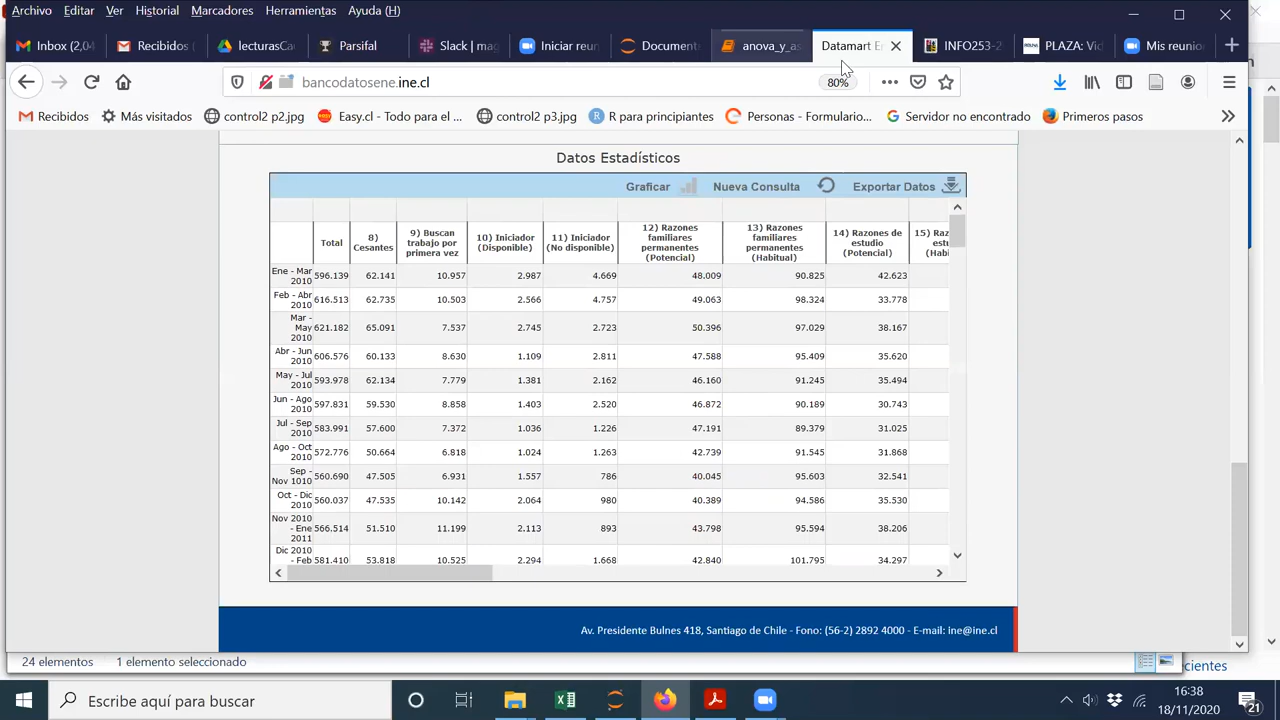 Archivo Editar Ver Historial Marcadores Herramientas Ayuda (H)
Inbox (2,04 Recibidos lecturasCa Parsifal Slack | mag Iniciar reun Documenta anova_y_as Datamart En INFO253-2 PLAZA: Vid Mis reunio
bancodatosene.ine.cl 80%
Recibidos Más visitados control2 p2.jpg Easy.cl - Todo para el ... control2 p3.jpg R para principiantes Personas - Formulario... Servidor no encontrado Primeros pasos
Datos Estadísticos
Graficar Nueva Consulta Exportar Datos
Total 8) Cesantes 9) Buscan trabajo por primera vez 10) Iniciador (Disponible) 11) Iniciador (No disponible) 12) Razones familiares permanentes (Potencial) 13) Razones familiares permanentes (Habitual) 14) Razones de estudio (Potencial) 15) Raz estu (Habi
Ene - Mar 2010 596.139 62.141 10.957 2.987 4.669 48.009 90.825 42.623
Feb - Abr 2010 616.513 62.735 10.503 2.566 4.757 49.063 98.324 33.778
Mar - May 2010 621.182 65.091 7.537 2.745 2.723 50.396 97.029 38.167
Abr - Jun 2010 606.576 60.133 8.630 1.109 2.811 47.588 95.409 35.620
May - Jul 2010 593.978 62.134 7.779 1.381 2.162 46.160 91.245 35.494
Jun - Ago 2010 597.831 59.530 8.858 1.403 2.520 46.872 90.189 30.743
Jul - Sep 2010 583.991 57.600 7.372 1.036 1.226 47.191 89.379 31.025
Ago - Oct 2010 572.776 50.664 6.818 1.024 1.263 42.739 91.545 31.868
Sep - Nov 1010 560.690 47.505 6.931 1.557 786 40.045 95.603 32.541
Oct - Dic 2010 560.037 47.535 10.142 2.064 980 40.389 94.586 35.530
Nov 2010 - Ene 2011 566.514 51.510 11.199 2.113 893 43.798 95.594 38.206
Dic 2010 - Feb 581.410 53.818 10.525 2.294 1.668 42.840 101.795 34.297
Av. Presidente Bulnes 418, Santiago de Chile - Fono: (56-2) 2892 4000 - E-mail: ine@ine.cl
24 elementos 1 elemento seleccionado
ecientes
Escribe aquí para buscar
16:38
18/11/2020
21